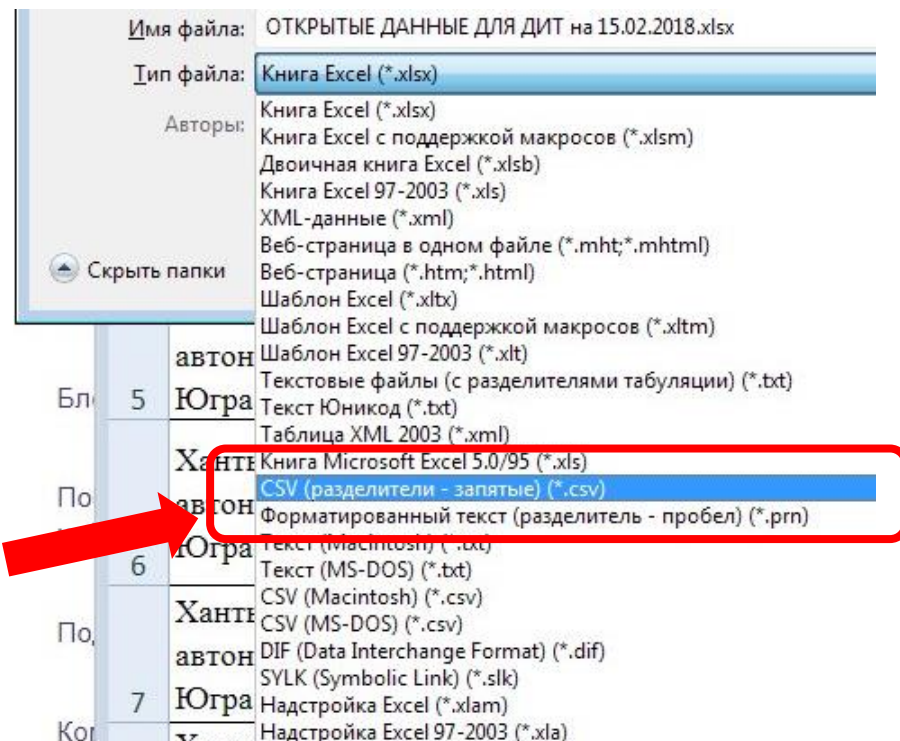 Имя файла: ОТКРЫТЫЕ ДАННЫЕ ДЛЯ ДИТ на 15.02.2018.xlsx
Тип файла: Книга Excel (*.xlsx)
Авторы:
Книга Excel (*.xlsx)
Книга Excel с поддержкой макросов (*.xlsm)
Двоичная книга Excel (*.xlsb)
Книга Excel 97-2003 (*.xls)
XML-данные (*.xml)
Веб-страница в одном файле (*.mht;*.mhtml)
Скрыть папки
Веб-страница (*.htm;*.html)
Шаблон Excel (*.xltx)
Шаблон Excel с поддержкой макросов (*.xltm)
Шаблон Excel 97-2003 (*.xlt)
Текстовые файлы (с разделителями табуляции) (*.txt)
Текст Юникод (*.txt)
Таблица XML 2003 (*.xml)
Книга Microsoft Excel 5.0/95 (*.xls)
CSV (разделители - запятые) (*.csv)
Форматированный текст (разделитель - пробел) (*.prn)
Текст (Macintosh) (*.txt)
Текст (MS-DOS) (*.txt)
CSV (Macintosh) (*.csv)
CSV (MS-DOS) (*.csv)
DIF (Data Interchange Format) (*.dif)
SYLK (Symbolic Link) (*.slk)
Надстройка Excel (*.xlam)
Надстройка Excel 97-2003 (*.xla)
автон
5 Югра
Хант
автон
6 Югра
Хант
автон
7 Югра